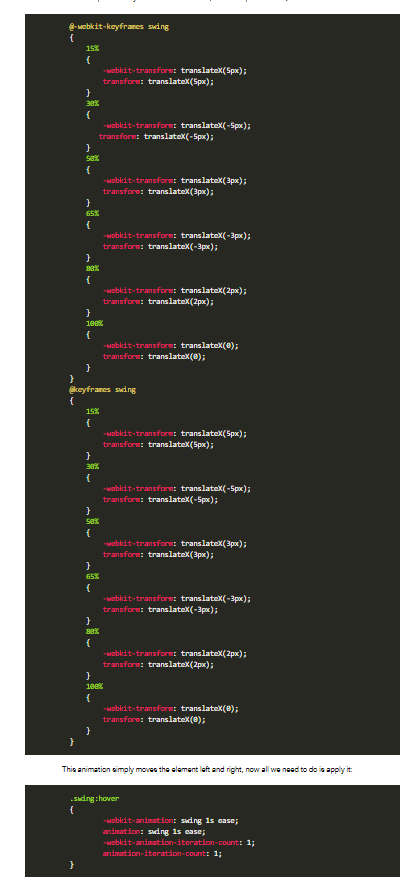 @-webkit-keyframes swing
{
15%
{
-webkit-transform: translateX(5px);
transform: translateX(5px);
}
30%
{
-webkit-transform: translateX(-5px);
transform: translateX(-5px);
}
50%
{
-webkit-transform: translateX(3px);
transform: translateX(3px);
}
65%
{
-webkit-transform: translateX(-3px);
transform: translateX(-3px);
}
80%
{
-webkit-transform: translateX(2px);
transform: translateX(2px);
}
100%
{
-webkit-transform: translateX(0);
transform: translateX(0);
}
}
@keyframes swing
{
15%
{
-webkit-transform: translateX(5px);
transform: translateX(5px);
}
30%
{
-webkit-transform: translateX(-5px);
transform: translateX(-5px);
}
50%
{
-webkit-transform: translateX(3px);
transform: translateX(3px);
}
65%
{
-webkit-transform: translateX(-3px);
transform: translateX(-3px);
}
80%
{
-webkit-transform: translateX(2px);
transform: translateX(2px);
}
100%
{
-webkit-transform: translateX(0);
transform: translateX(0);
}
}
This animation simply moves the element left and right, now all we need to do is apply it:
.swing:hover
{
-webkit-animation: swing 1s ease;
animation: swing 1s ease;
-webkit-animation-iteration-count: 1;
animation-iteration-count: 1;
}